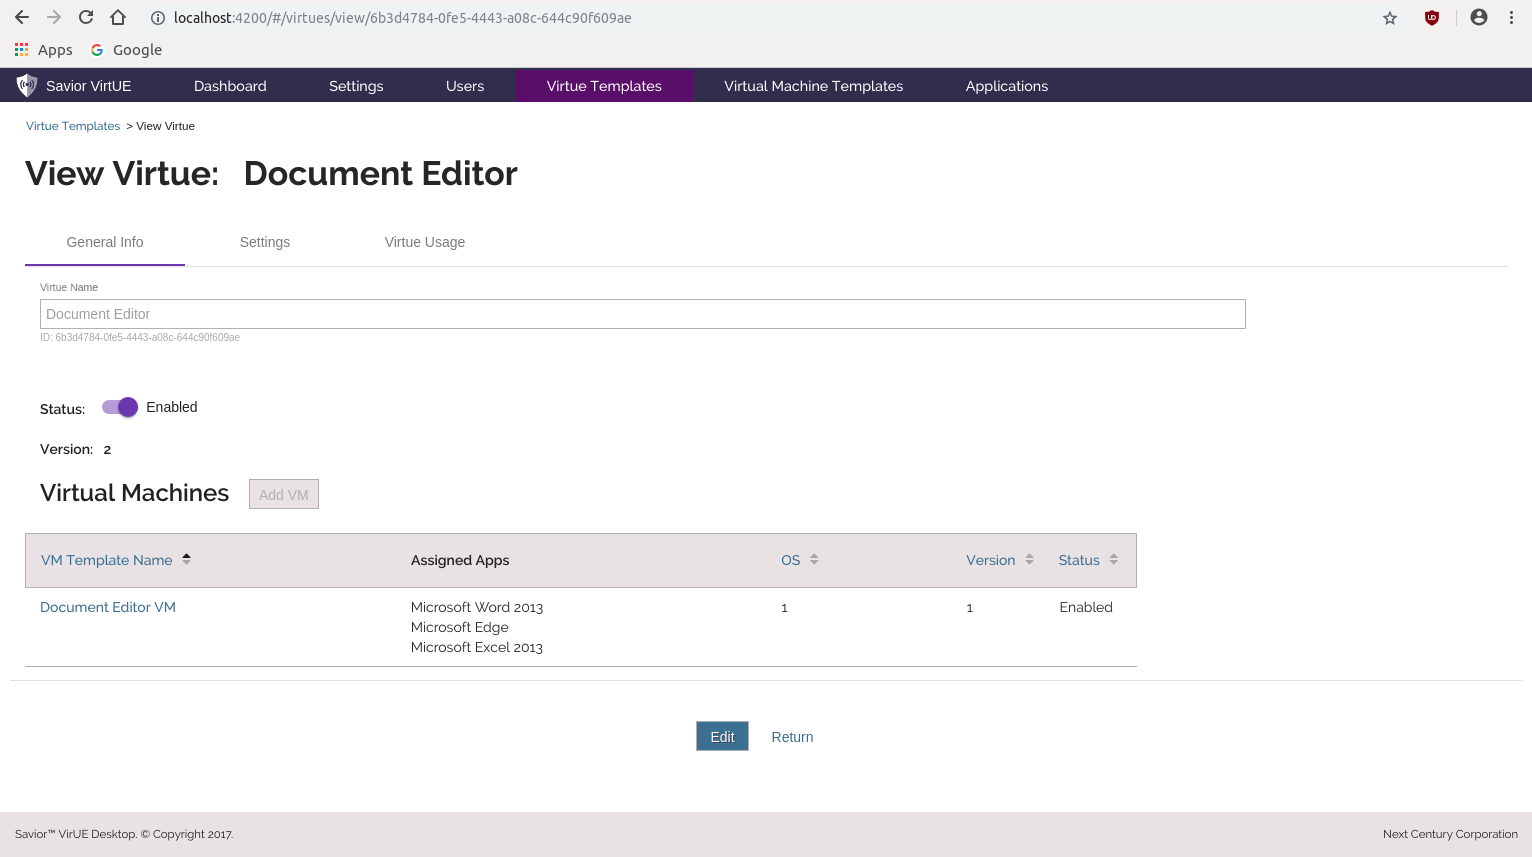 localhost:4200/#/virtues/view/6b3d4784-0fe5-4443-a08c-644c90f609ae
Apps Google
Savior VirtUE Dashboard Settings Users Virtue Templates Virtual Machine Templates Applications
Virtue Templates > View Virtue
View Virtue: Document Editor
General Info Settings Virtue Usage
Virtue Name
Document Editor
ID: 6b3d4784-0fe5-4443-a08c-644c90f609ae
Status: Enabled
Version: 2
Virtual Machines Add VM
VM Template Name Assigned Apps OS Version Status
Document Editor VM Microsoft Word 2013 1 1 Enabled
Microsoft Edge
Microsoft Excel 2013
Edit Return
Savior™ VirUE Desktop. © Copyright 2017. Next Century Corporation